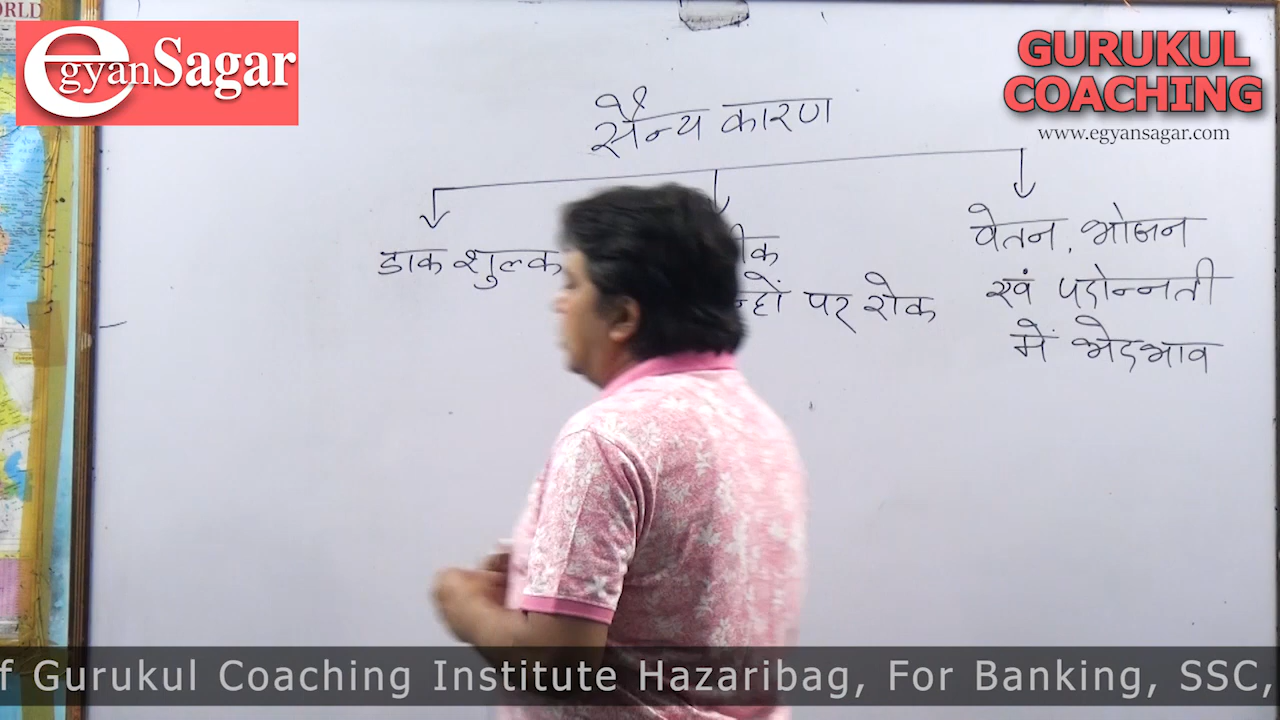 ORLD
egyanSagar
GURUKUL
COACHING
www.egyansagar.com
सैन्य कारण
डाक शुल्क
पर रोक
वेतन, भोजन
एवं पदोन्नती
में भेदभाव
f Gurukul Coaching Institute Hazaribag, For Banking, SSC,